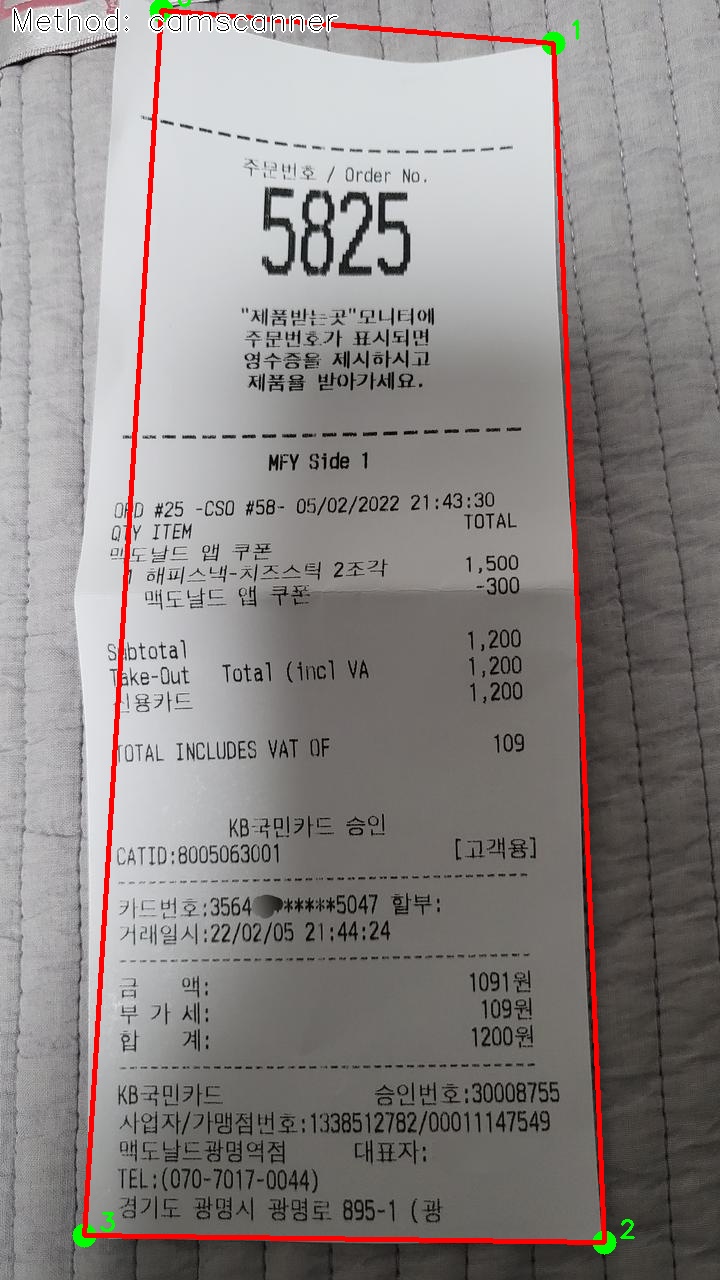 Method: camscanner
1
주문번호 / Order No.
5825
"제품받는곳"모니터에
주문번호가 표시되면
영수증을 제시하시고
제품을 받아가세요.
MFY Side 1
ORD #25 -CSO #58- 05/02/2022 21:43:30
QTY ITEM TOTAL
맥도날드 앱 쿠폰
1 해피스낵-치즈스틱 2조각 1,500
맥도날드 앱 쿠폰 -300
Subtotal 1,200
Take-Out Total (incl VA 1,200
신용카드 1,200
TOTAL INCLUDES VAT OF 109
KB국민카드 승인
CATID:8005063001 [고객용]
카드번호:3564 *****5047 할부:
거래일시:22/02/05 21:44:24
금 액: 1091원
부 가 세: 109원
합 계: 1200원
KB국민카드 승인번호:30008755
사업자/가맹점번호:1338512782/00011147549
맥도날드광명역점 대표자:
TEL:(070-7017-0044)
경기도 광명시 광명로 895-1 (광
3
2